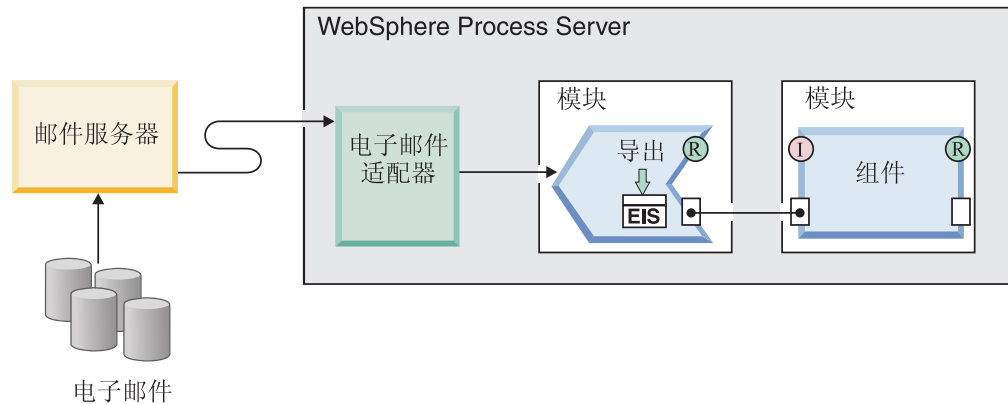 WebSphere Process Server
邮件服务器
电子邮件
适配器
模块
导出
R
EIS
模块
I
R
组件
电子邮件